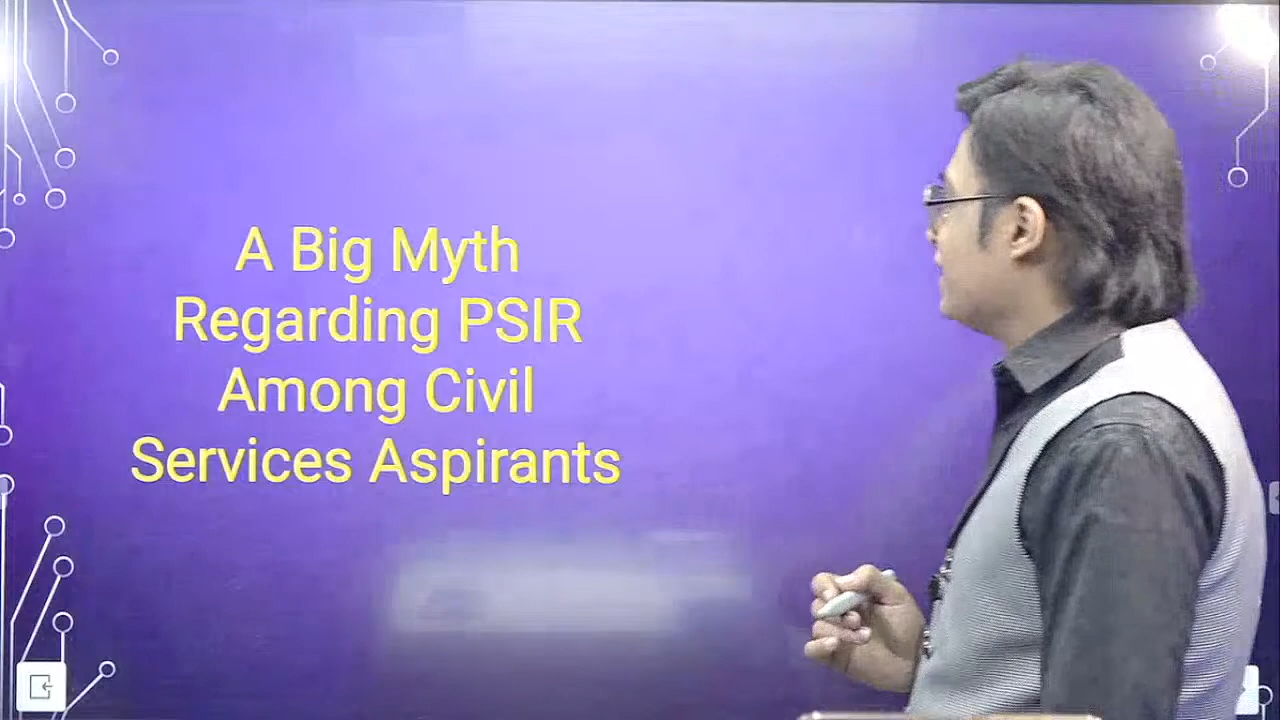 A Big Myth
Regarding PSIR
Among Civil
Services Aspirants